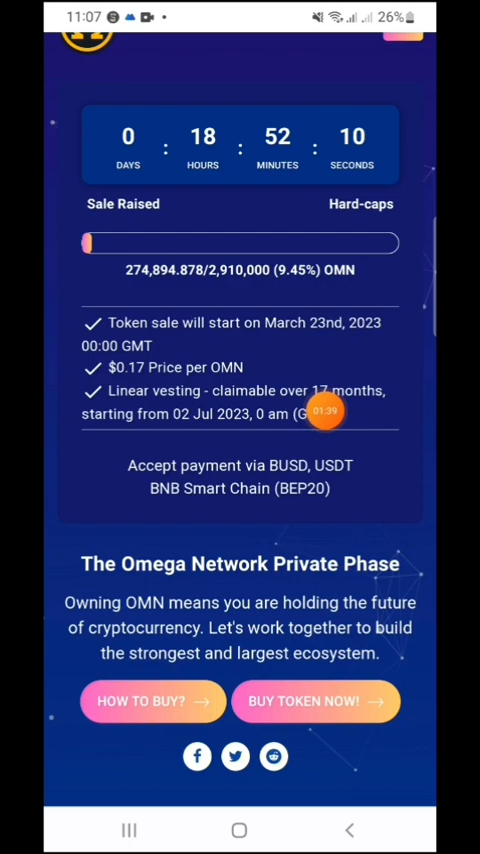 11:07 26%
0 : 18 : 52 : 10
DAYS HOURS MINUTES SECONDS
Sale Raised Hard-caps
274,894.878/2,910,000 (9.45%) OMN
Token sale will start on March 23nd, 2023
00:00 GMT
$0.17 Price per OMN
Linear vesting - claimable over 17 months,
starting from 02 Jul 2023, 0 am (G
01:39
Accept payment via BUSD, USDT
BNB Smart Chain (BEP20)
The Omega Network Private Phase
Owning OMN means you are holding the future
of cryptocurrency. Let's work together to build
the strongest and largest ecosystem.
HOW TO BUY? BUY TOKEN NOW!